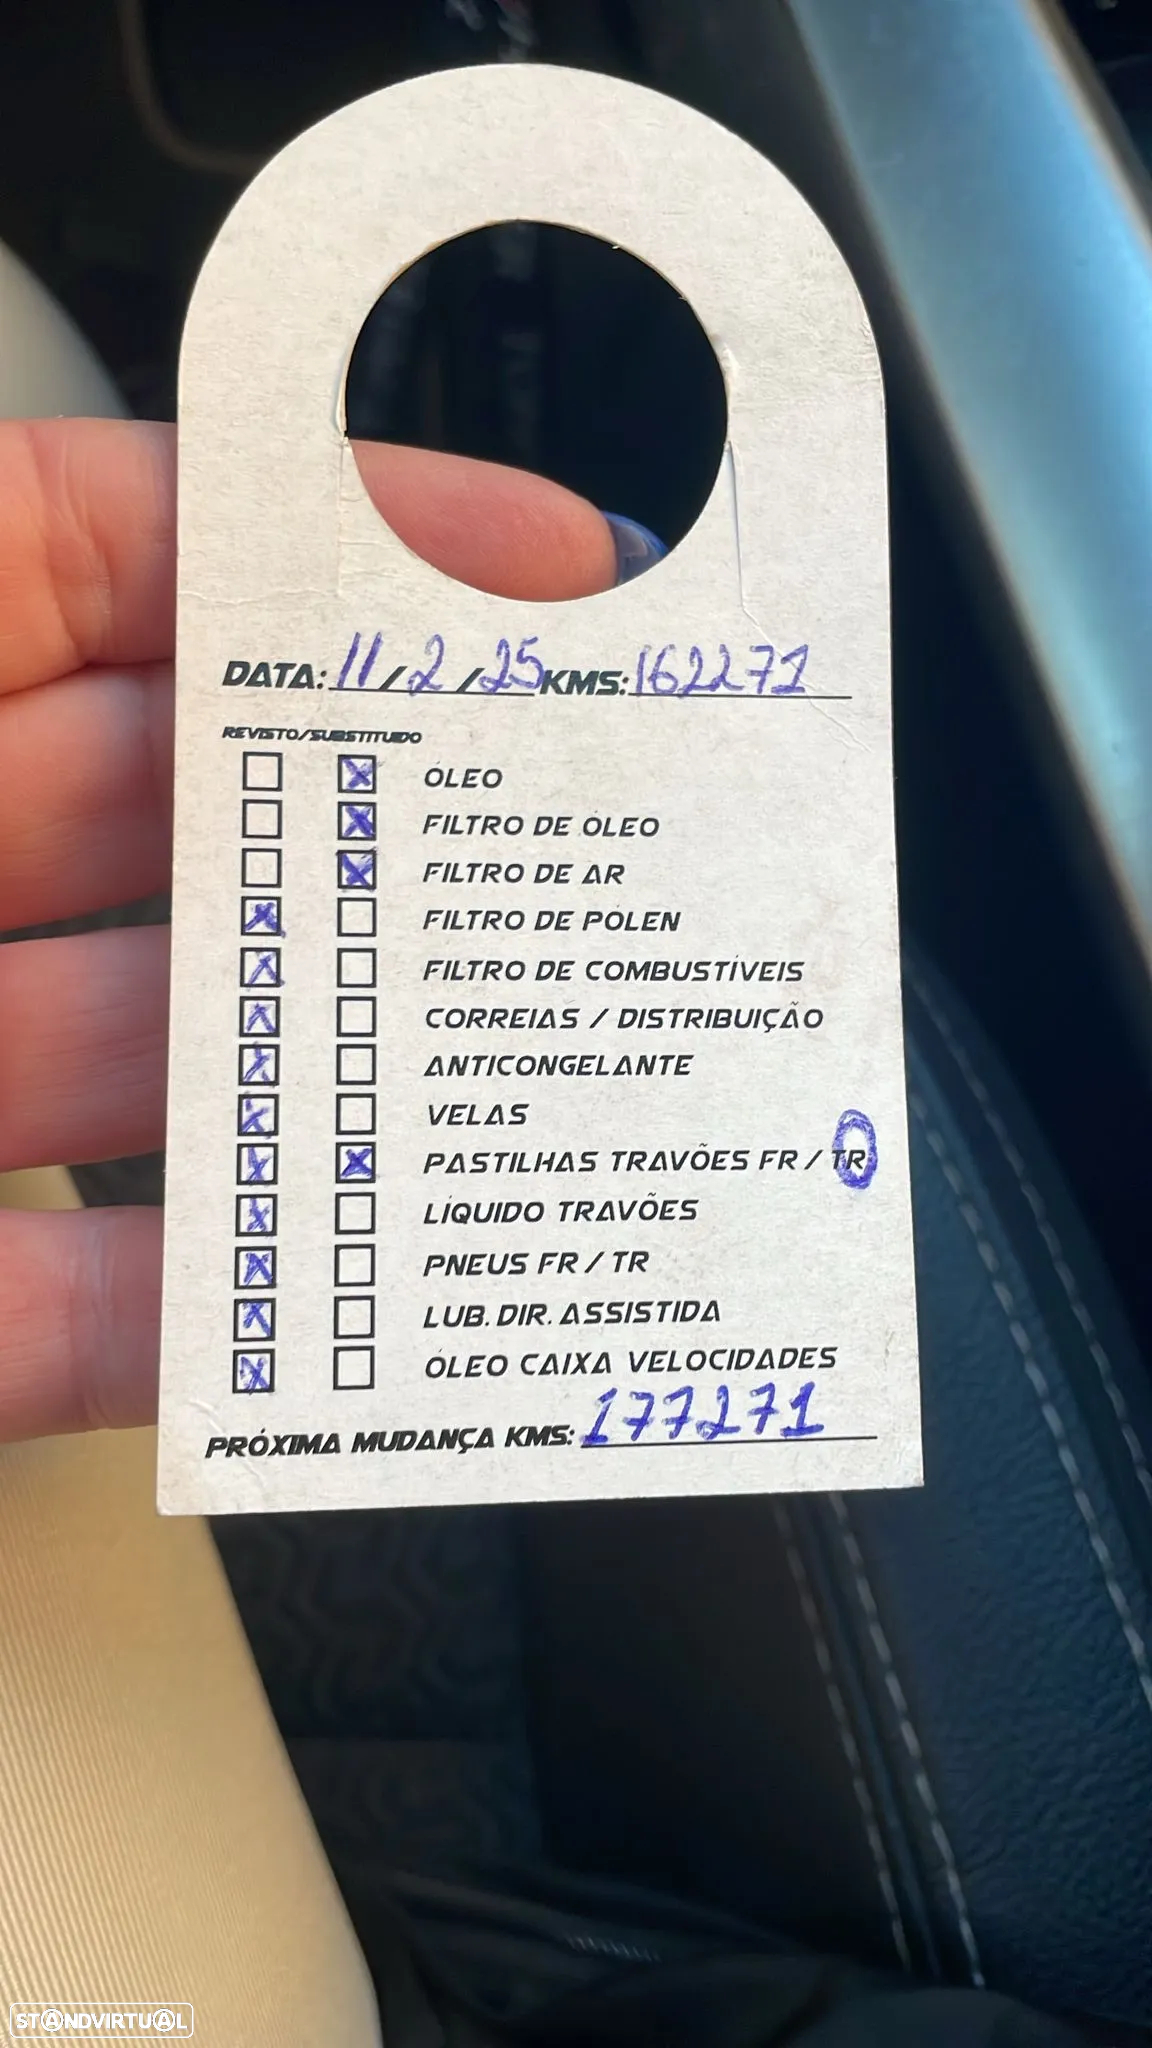 DATA: 11 / 2 / 25 KMS: 162271
REVISTO/SUBSTITUIDO
ÓLEO
FILTRO DE ÓLEO
FILTRO DE AR
FILTRO DE PÓLEN
FILTRO DE COMBUSTÍVEIS
CORREIAS / DISTRIBUIÇÃO
ANTICONGELANTE
VELAS
PASTILHAS TRAVÕES FR / TR
LÍQUIDO TRAVÕES
PNEUS FR / TR
LUB. DIR. ASSISTIDA
ÓLEO CAIXA VELOCIDADES
PRÓXIMA MUDANÇA KMS: 177271
STANDVIRTUAL